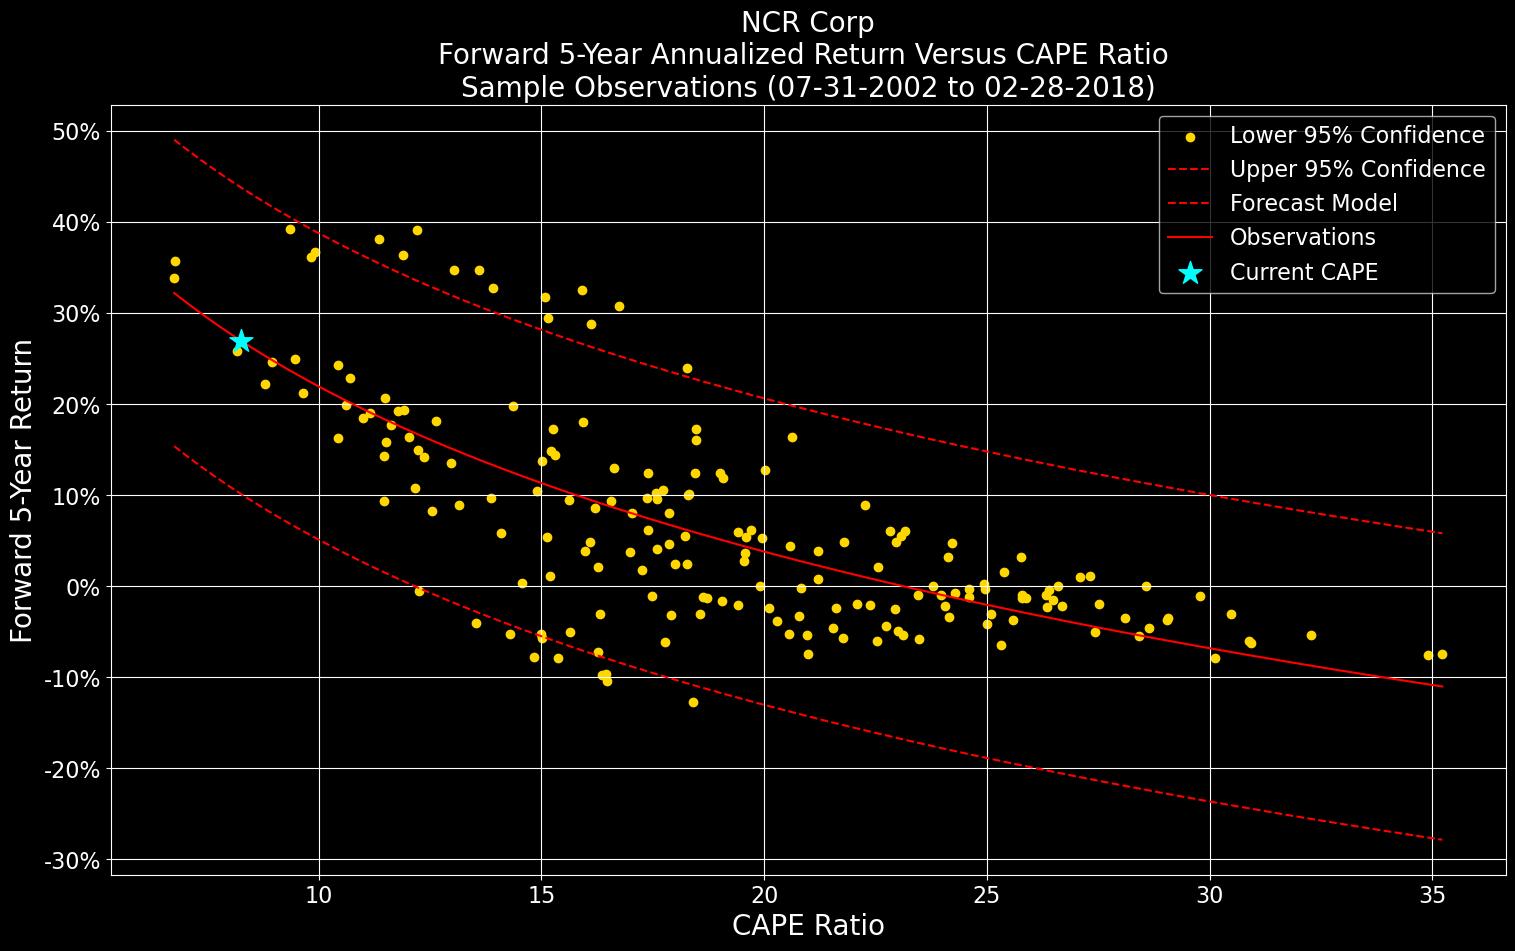 NCR Corp
Forward 5-Year Annualized Return Versus CAPE Ratio
Sample Observations (07-31-2002 to 02-28-2018)
Lower 95% Confidence
Upper 95% Confidence
Forecast Model
Observations
Current CAPE
Forward 5-Year Return
50%
40%
30%
20%
10%
0%
-10%
-20%
-30%
10 15 20 25 30 35
CAPE Ratio